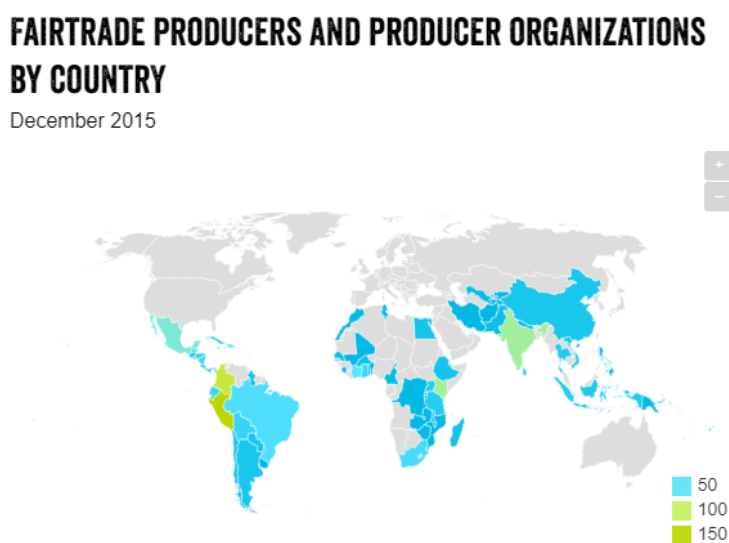 FAIRTRADE PRODUCERS AND PRODUCER ORGANIZATIONS
BY COUNTRY
December 2015
+
−
50
100
150